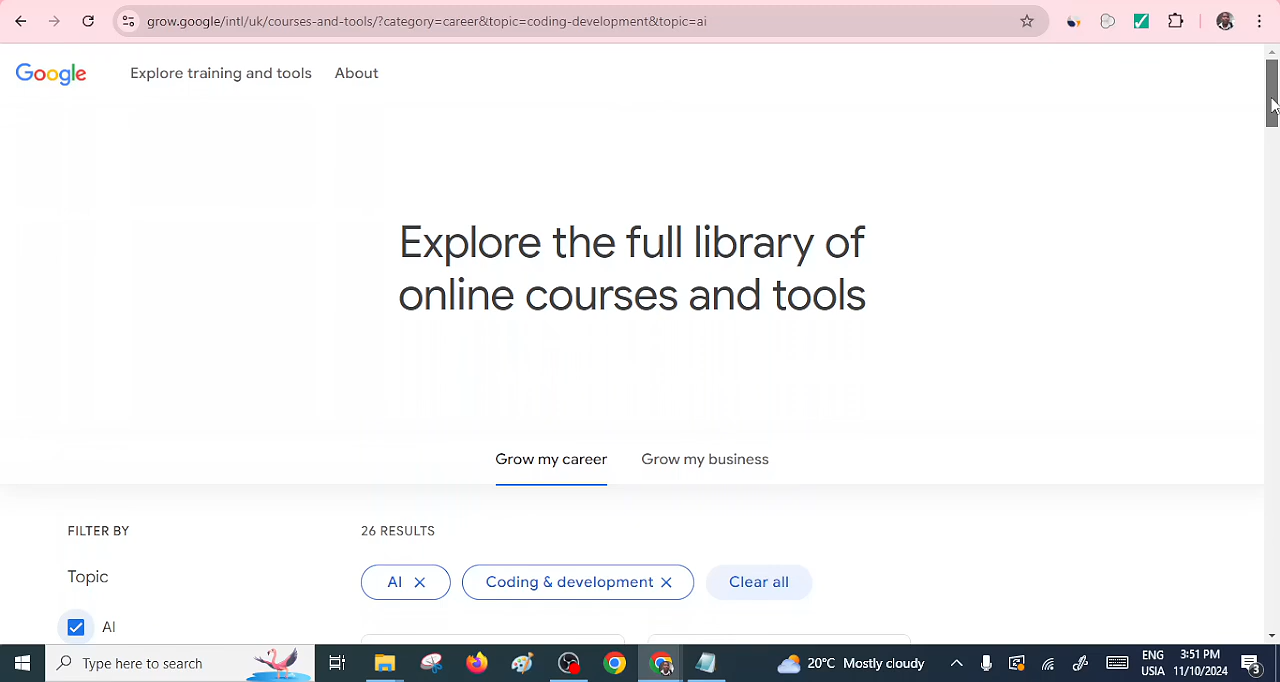 grow.google/intl/uk/courses-and-tools/?category=career&topic=coding-development&topic=ai
Google
Explore training and tools
About
Explore the full library of
online courses and tools
Grow my career
Grow my business
FILTER BY
26 RESULTS
Topic
AI
Coding & development
Clear all
AI
Type here to search
20°C Mostly cloudy
ENG
USIA
3:51 PM
11/10/2024
3